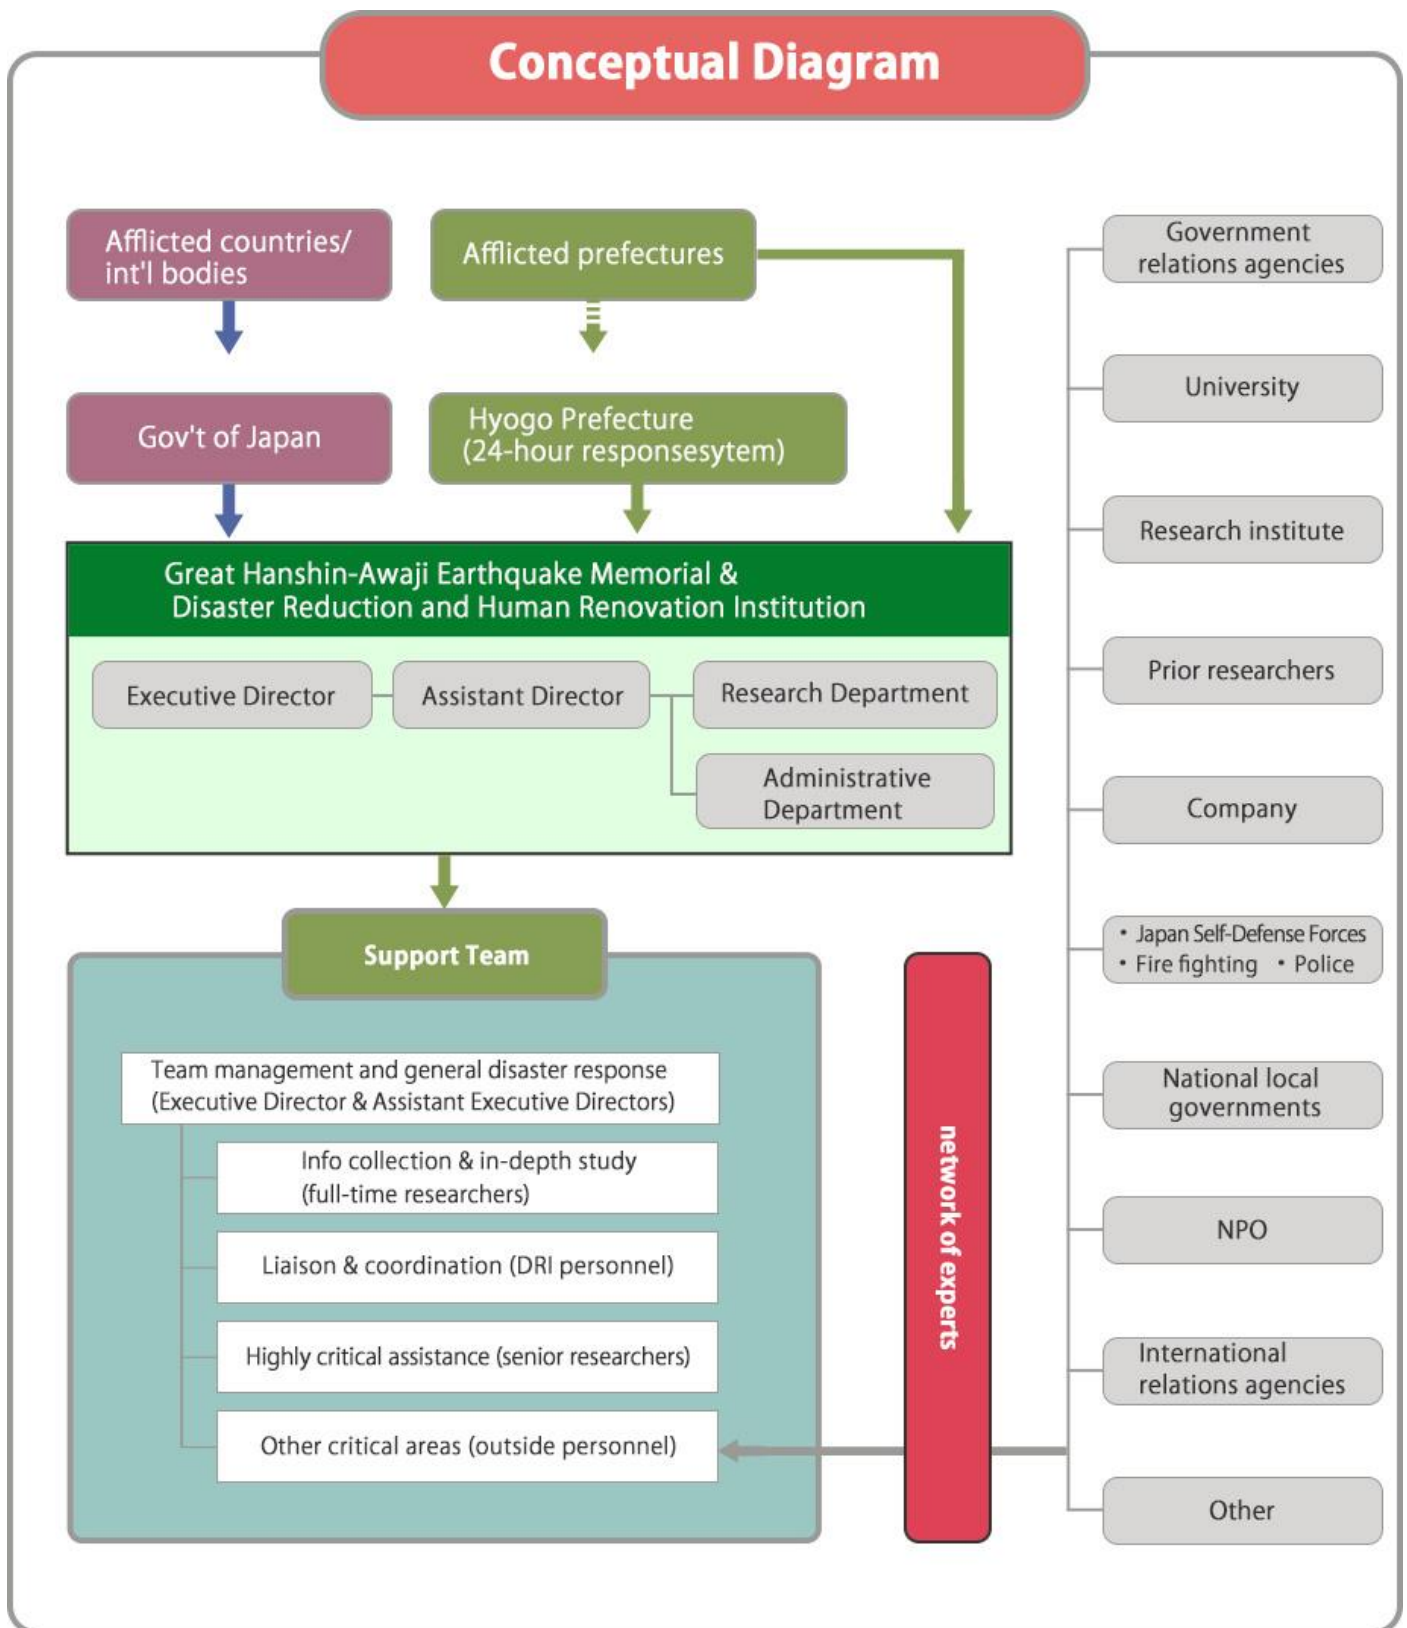 Conceptual Diagram
Afflicted countries/
int'l bodies
Afflicted prefectures
Gov't of Japan
Hyogo Prefecture
(24-hour responsesytem)
Great Hanshin-Awaji Earthquake Memorial &
Disaster Reduction and Human Renovation Institution
Executive Director
Assistant Director
Research Department
Administrative
Department
Support Team
Team management and general disaster response
(Executive Director & Assistant Executive Directors)
Info collection & in-depth study
(full-time researchers)
Liaison & coordination (DRI personnel)
Highly critical assistance (senior researchers)
Other critical areas (outside personnel)
network of experts
Government
relations agencies
University
Research institute
Prior researchers
Company
・Japan Self-Defense Forces
・Fire fighting ・Police
National local
governments
NPO
International
relations agencies
Other